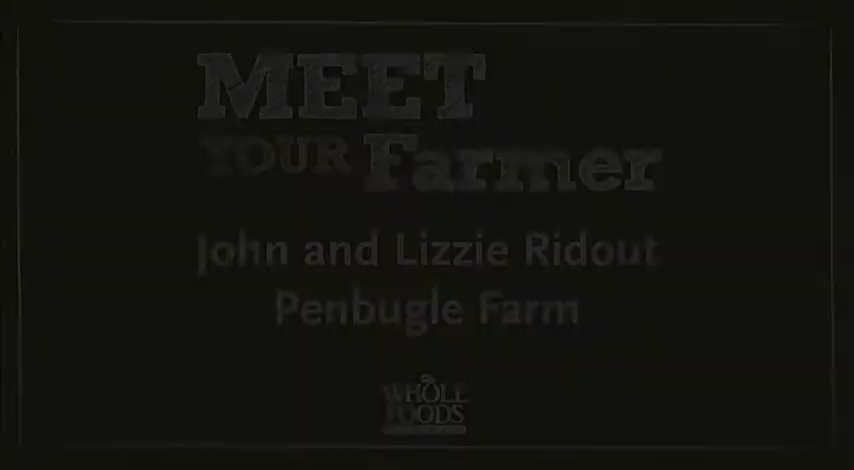 MEET
YOUR Farmer
John and Lizzie Ridout
Penbugle Farm
WHOLE
FOODS